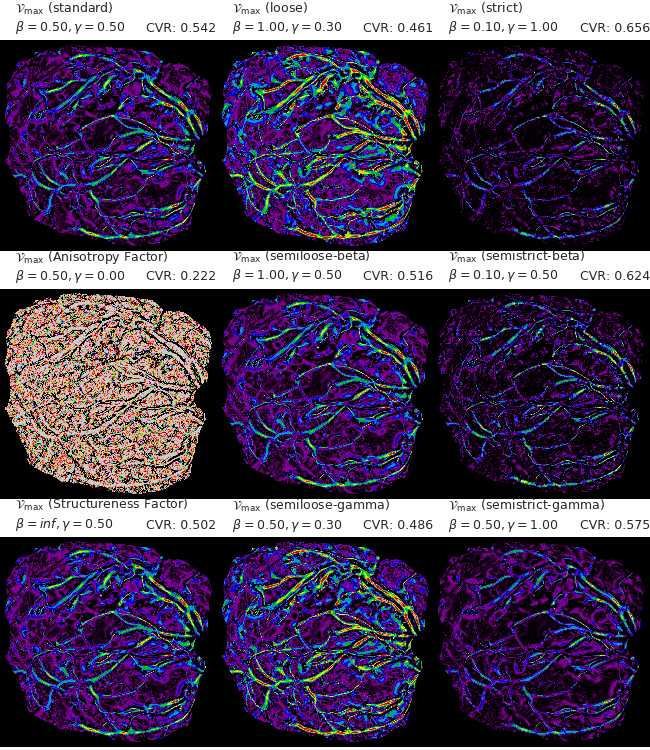 𝒱max (standard)
β = 0.50, γ = 0.50 CVR: 0.542
𝒱max (loose)
β = 1.00, γ = 0.30 CVR: 0.461
𝒱max (strict)
β = 0.10, γ = 1.00 CVR: 0.656
𝒱max (Anisotropy Factor)
β = 0.50, γ = 0.00 CVR: 0.222
𝒱max (semiloose-beta)
β = 1.00, γ = 0.50 CVR: 0.516
𝒱max (semistrict-beta)
β = 0.10, γ = 0.50 CVR: 0.624
𝒱max (Structureness Factor)
β = inf, γ = 0.50 CVR: 0.502
𝒱max (semiloose-gamma)
β = 0.50, γ = 0.30 CVR: 0.486
𝒱max (semistrict-gamma)
β = 0.50, γ = 1.00 CVR: 0.575